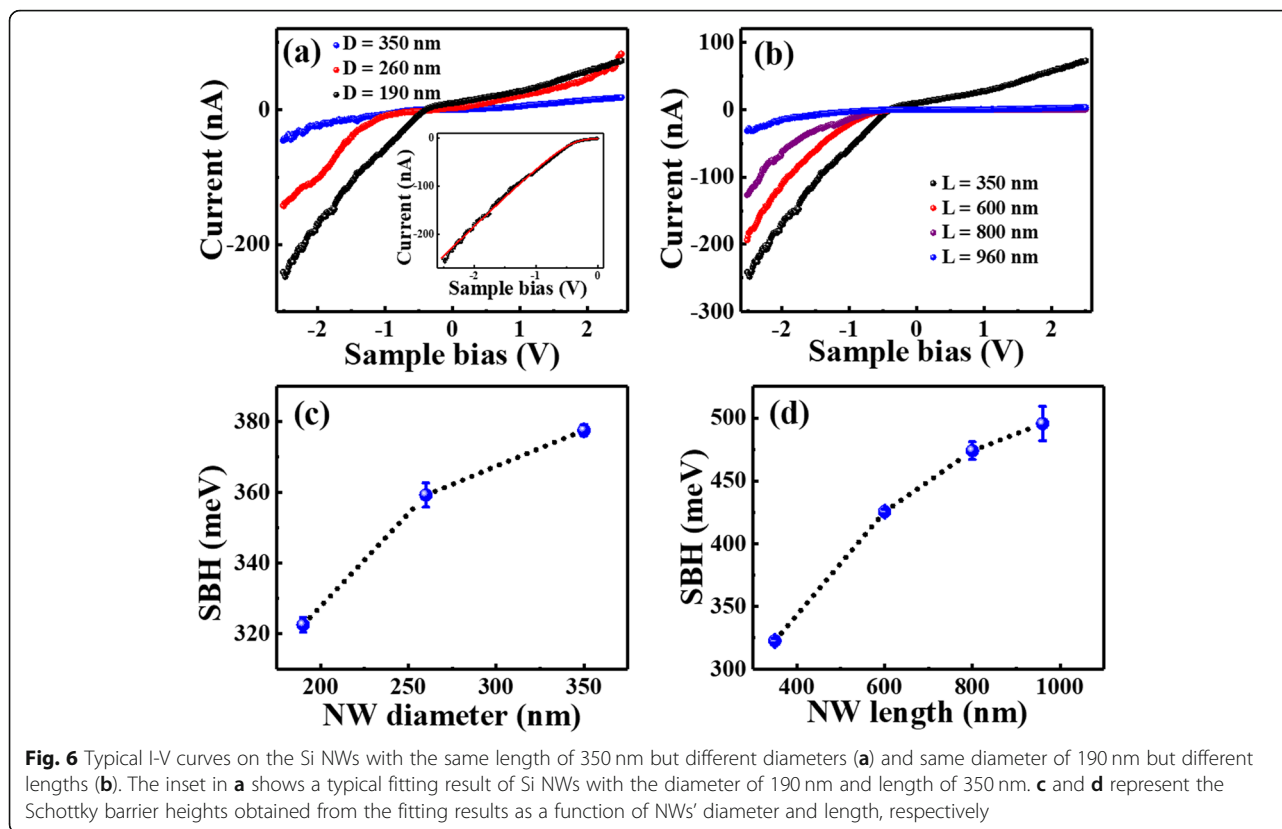 (a)
D = 350 nm
D = 260 nm
D = 190 nm
Current (nA)
0
-200
-2 -1 0 1 2
Sample bias (V)
Current (nA)
0
-100
-200
-2 -1 0
Sample bias (V)
(b)
Current (nA)
100
0
-100
-200
-300
L = 350 nm
L = 600 nm
L = 800 nm
L = 960 nm
-2 -1 0 1 2
Sample bias (V)
(c)
SBH (meV)
380
360
340
320
200 250 300 350
NW diameter (nm)
(d)
SBH (meV)
500
450
400
350
300
400 600 800 1000
NW length (nm)
Fig. 6 Typical I-V curves on the Si NWs with the same length of 350 nm but different diameters (a) and same diameter of 190 nm but different
lengths (b). The inset in a shows a typical fitting result of Si NWs with the diameter of 190 nm and length of 350 nm. c and d represent the
Schottky barrier heights obtained from the fitting results as a function of NWs' diameter and length, respectively